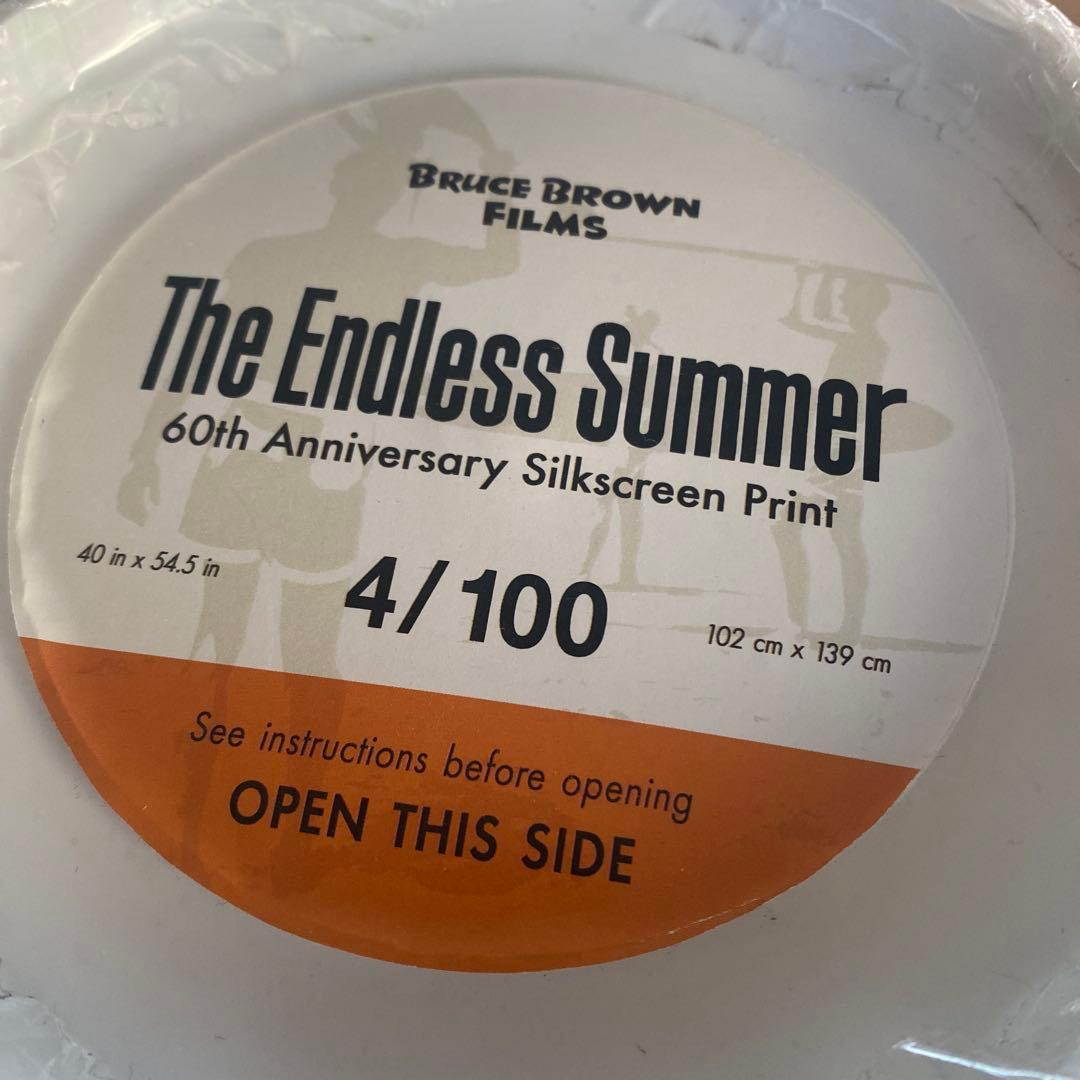 BRUCE BROWN
FILMS
The Endless Summer
60th Anniversary Silkscreen Print
40 in x 54.5 in
4/100
102 cm x 139 cm
See instructions before opening
OPEN THIS SIDE